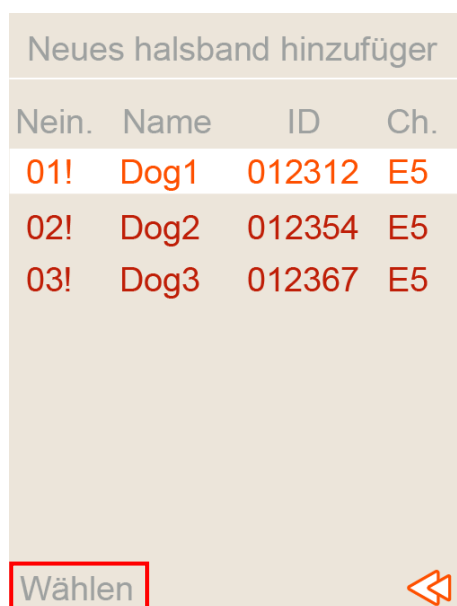 Neues halsband hinzufüger
Nein. Name ID Ch.
01! Dog1 012312 E5
02! Dog2 012354 E5
03! Dog3 012367 E5
Wählen